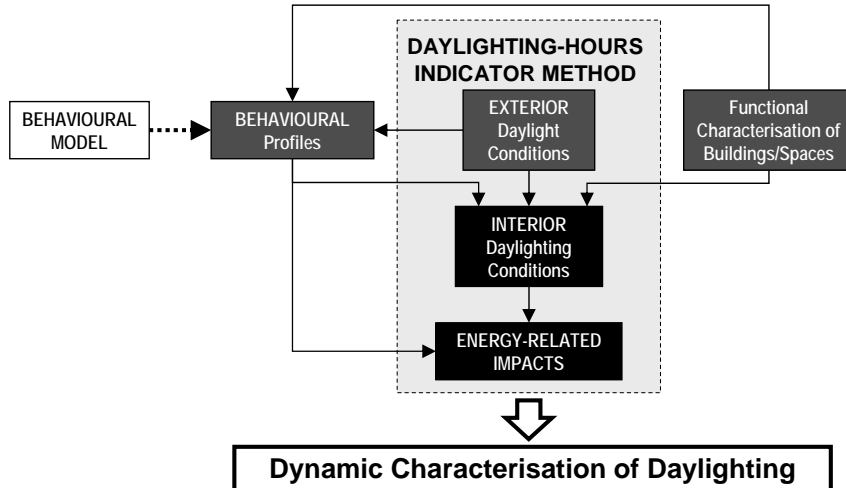 DAYLIGHTING-HOURS
INDICATOR METHOD
BEHAVIOURAL
MODEL
BEHAVIOURAL
Profiles
EXTERIOR
Daylight
Conditions
Functional
Characterisation of
Buildings/Spaces
INTERIOR
Daylighting
Conditions
ENERGY-RELATED
IMPACTS
Dynamic Characterisation of Daylighting